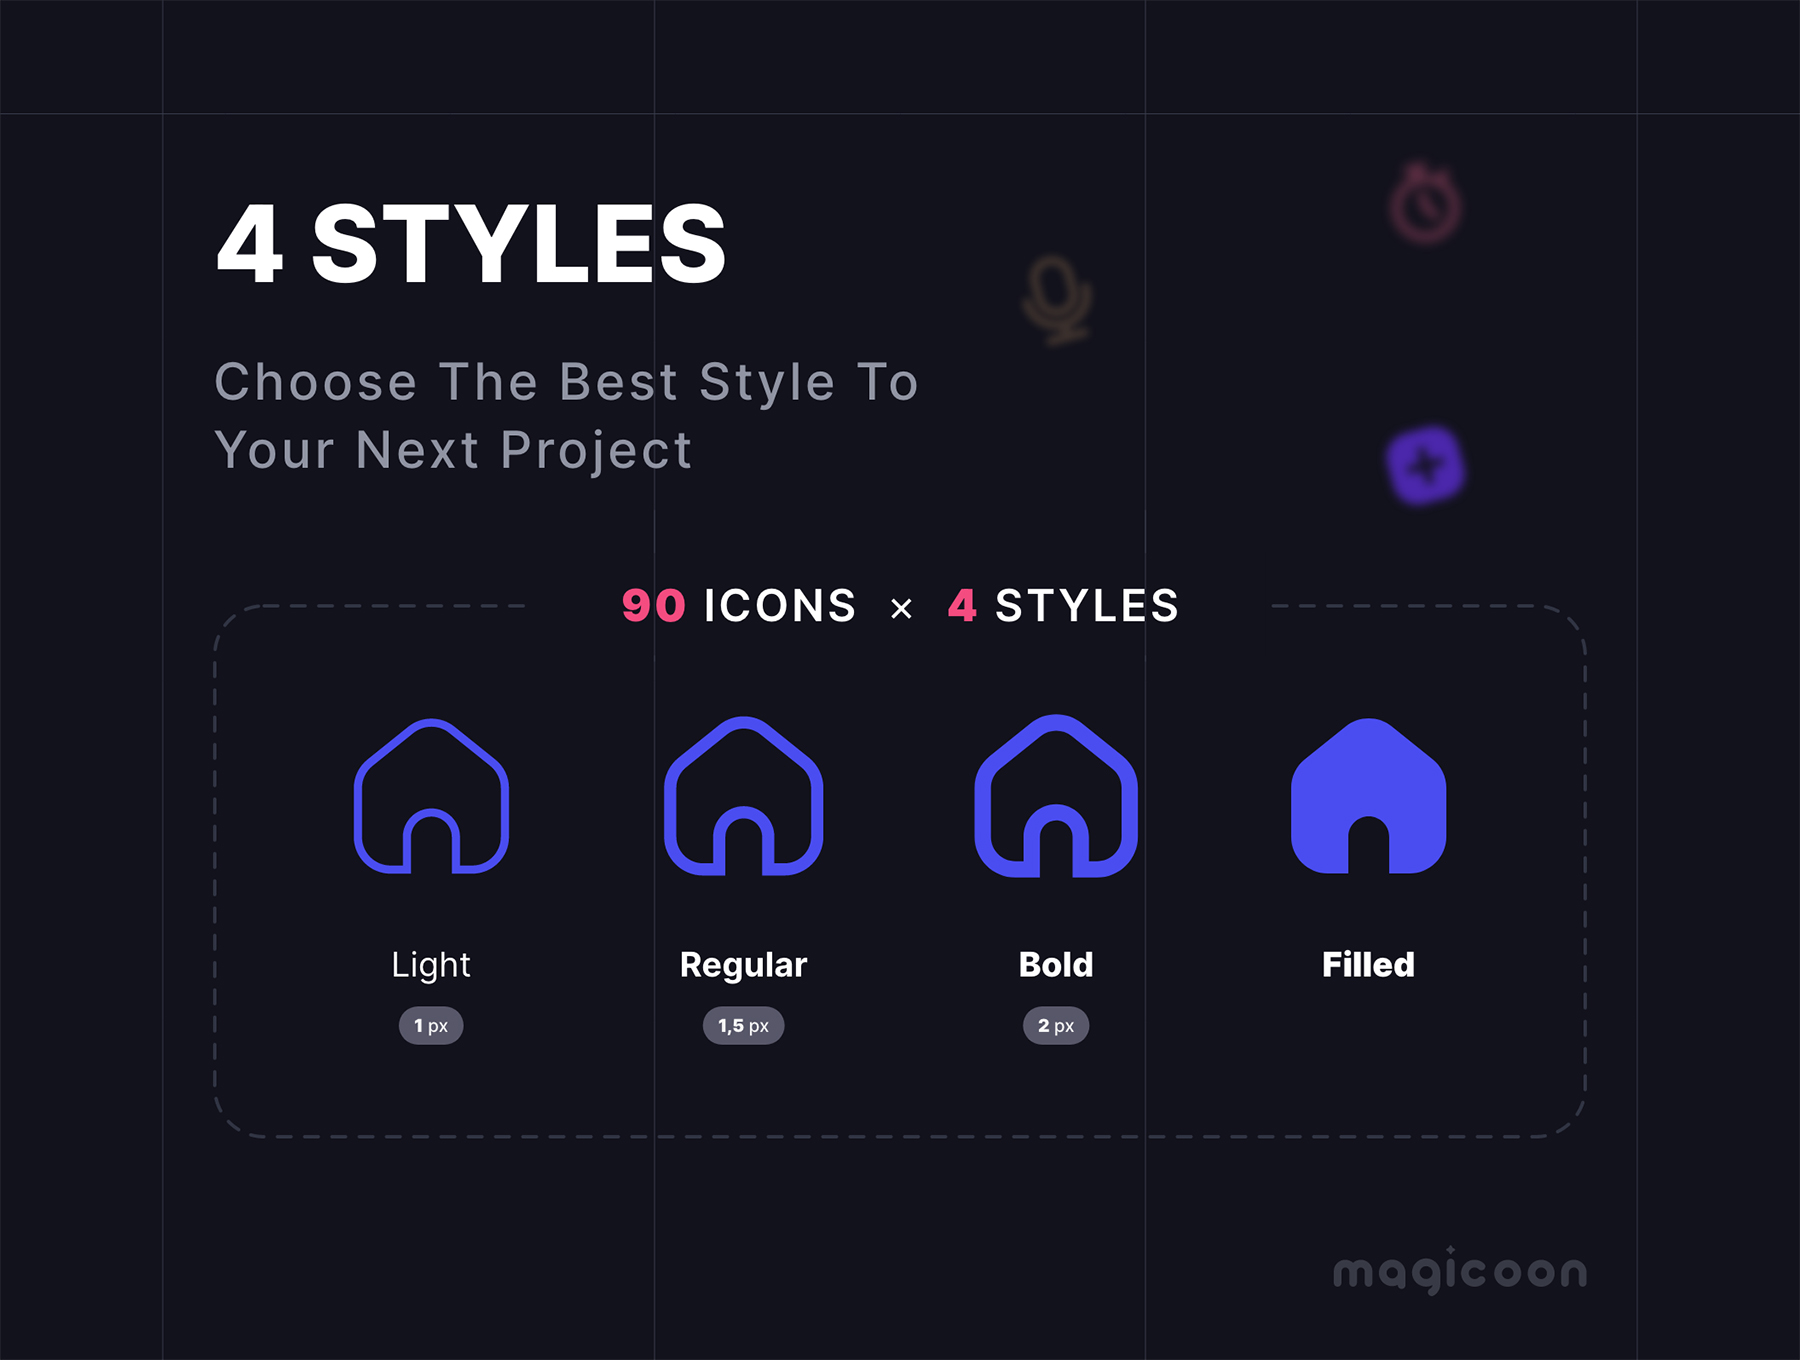 4 STYLES
Choose The Best Style To
Your Next Project
90 ICONS × 4 STYLES
Light
Regular
Bold
Filled
1 px
1,5 px
2 px
magicoon